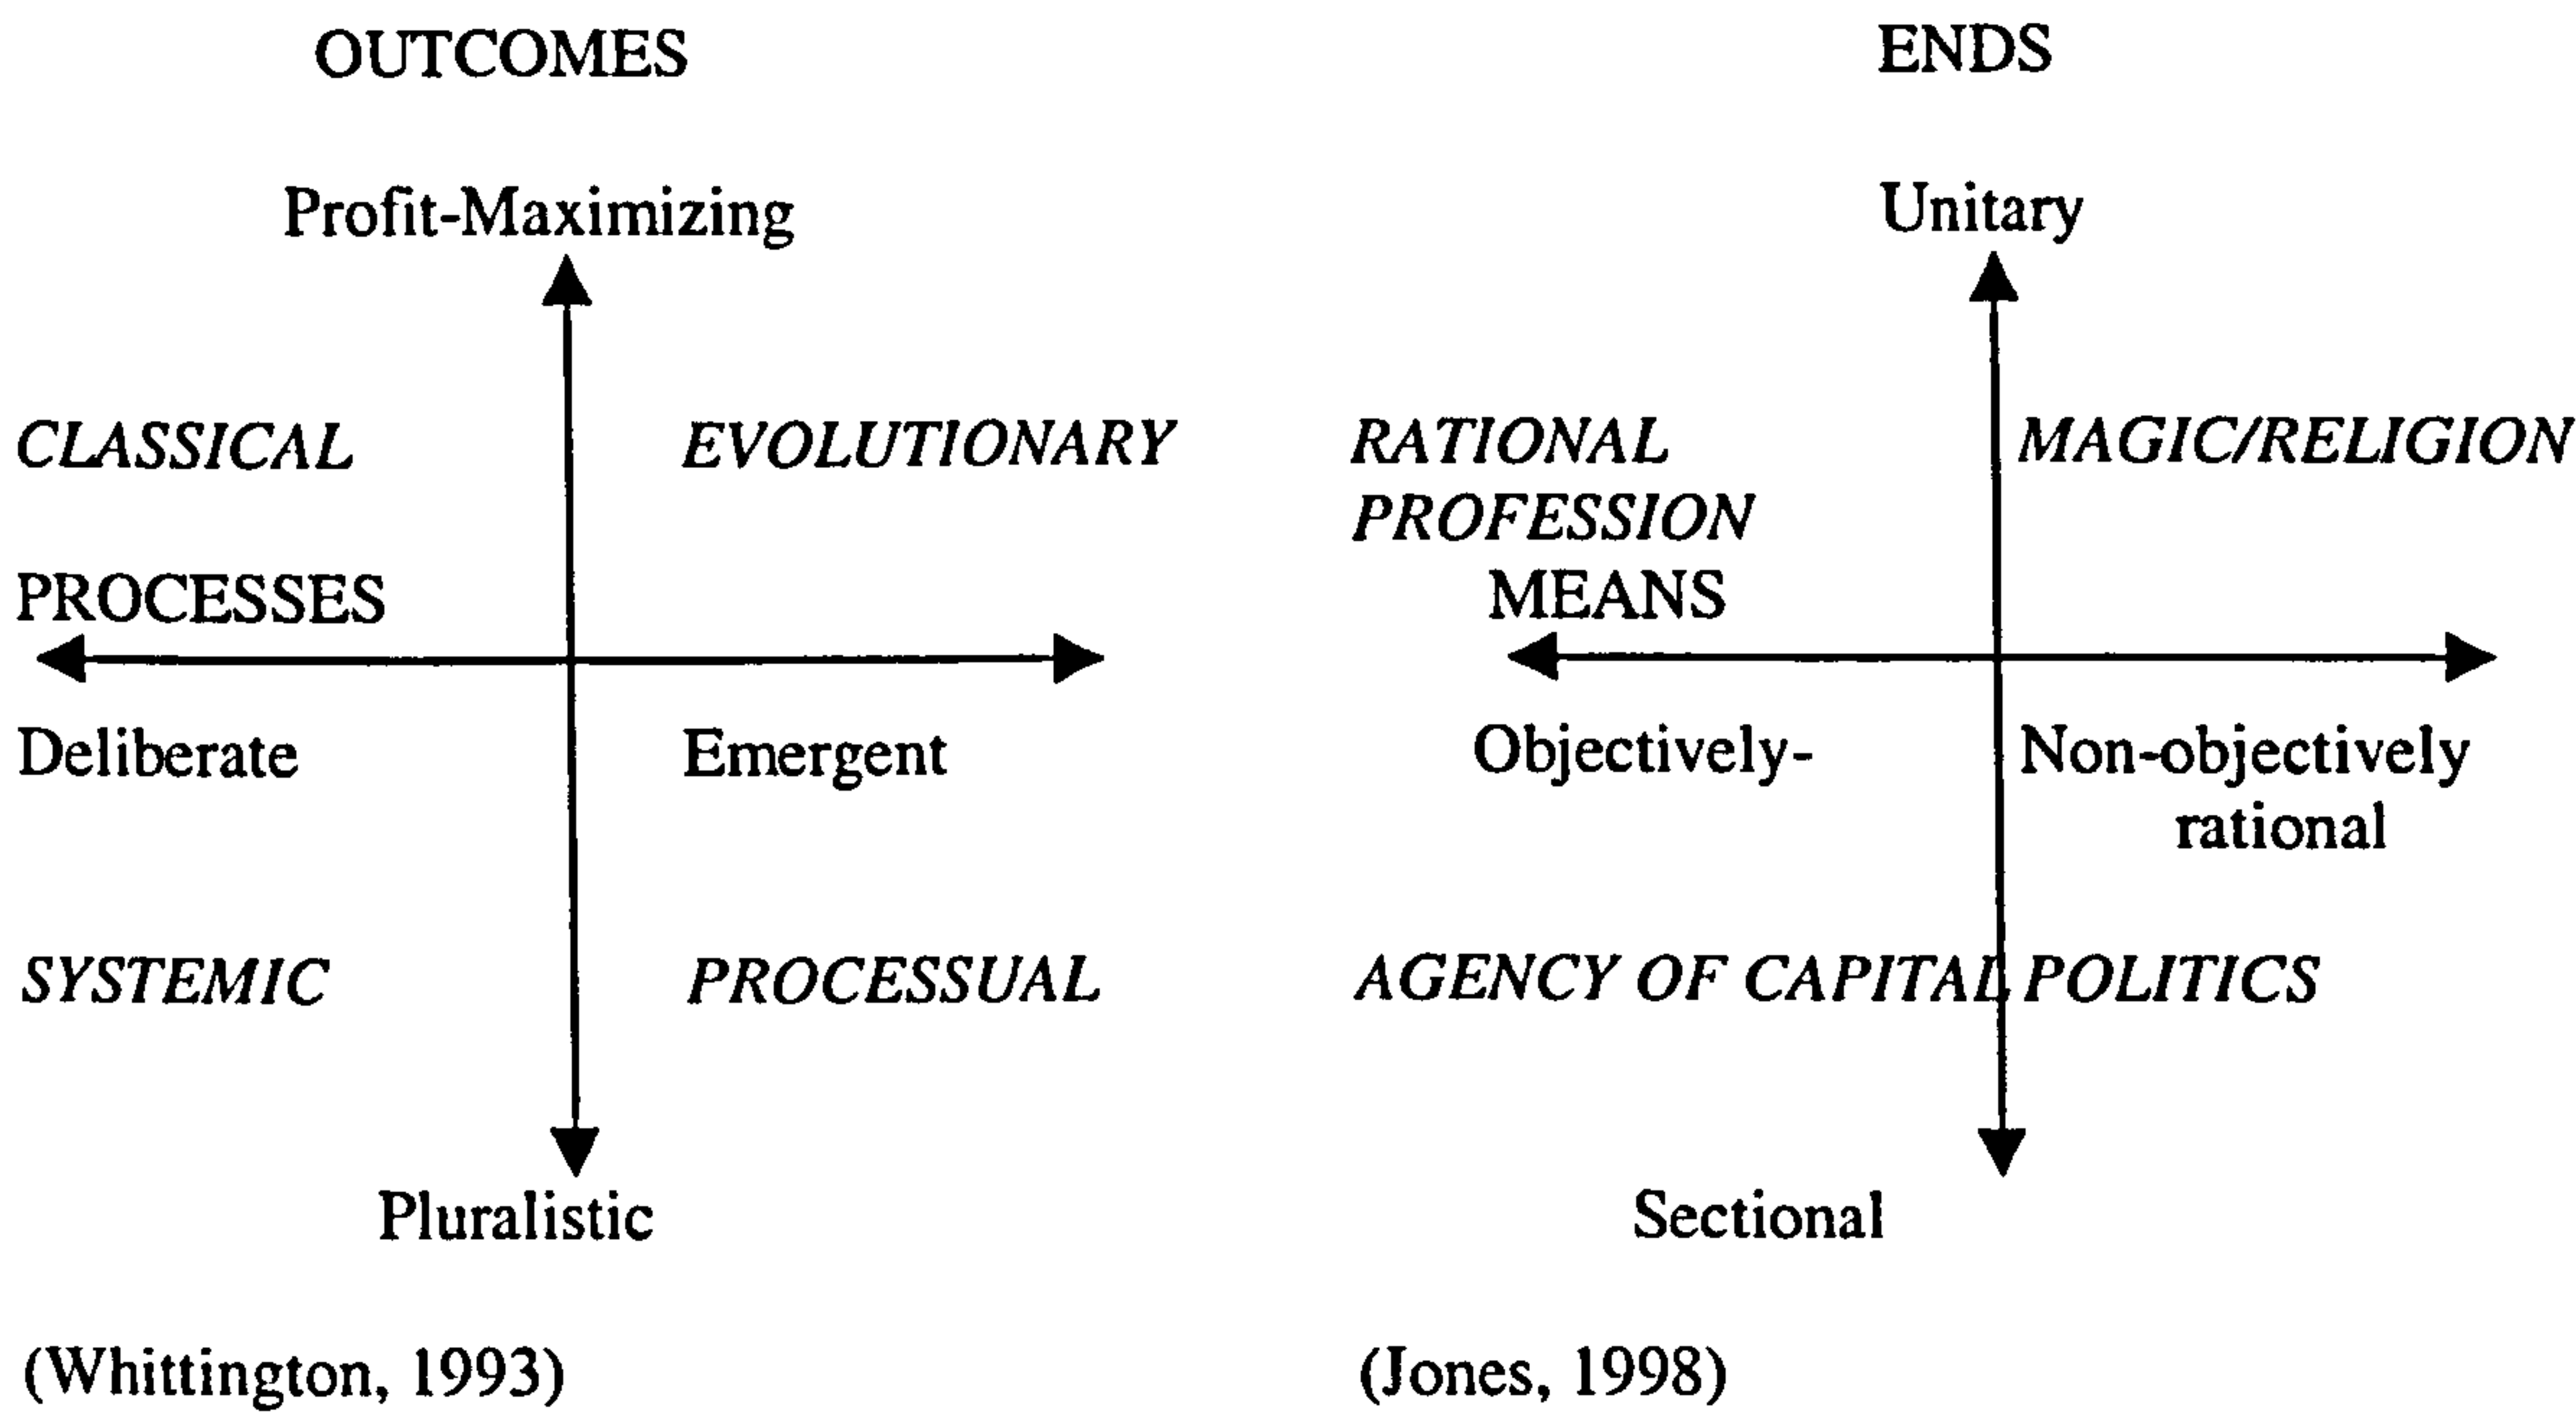 OUTCOMES
Profit-Maximizing
CLASSICAL
EVOLUTIONARY
PROCESSES
Deliberate
Emergent
SYSTEMIC
PROCESSUAL
Pluralistic
(Whittington, 1993)
ENDS
Unitary
RATIONAL
PROFESSION
MAGIC/RELIGION
MEANS
Objectively-
Non-objectively
rational
AGENCY OF CAPITAL
POLITICS
Sectional
(Jones, 1998)